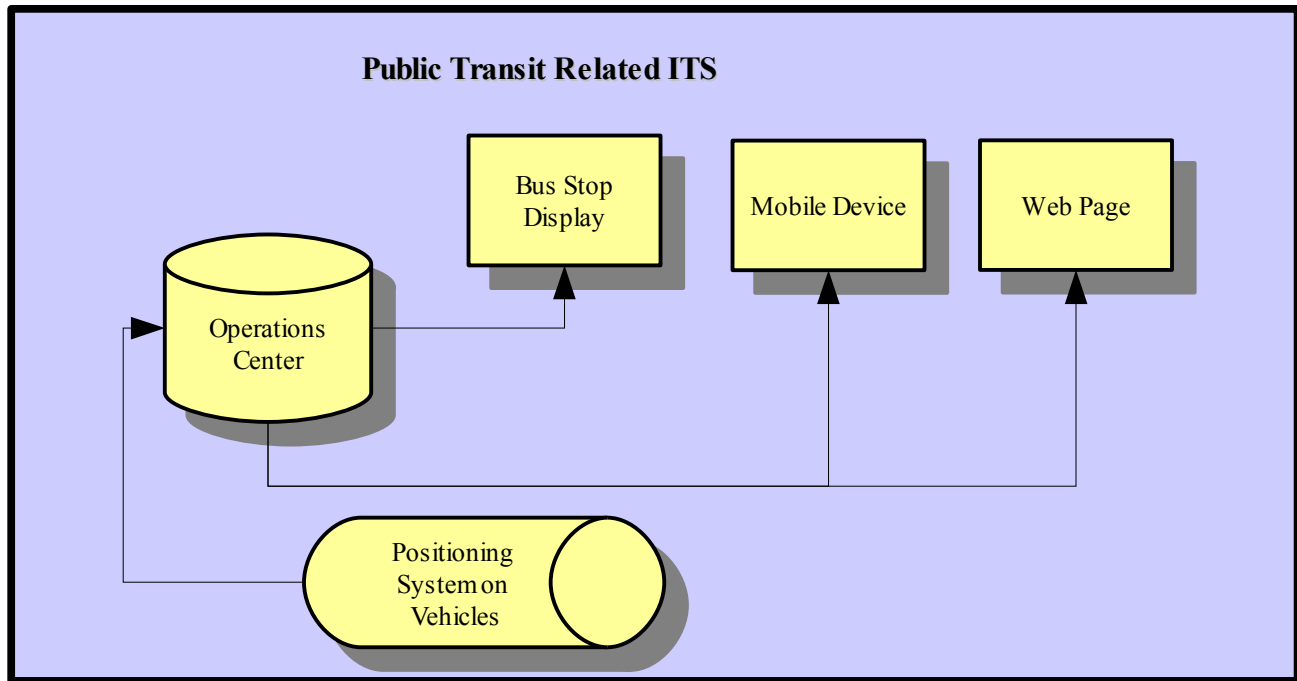 Public Transit Related ITS
Bus Stop
Display
Mobile Device
Web Page
Operations
Center
Positioning
System on
Vehicles